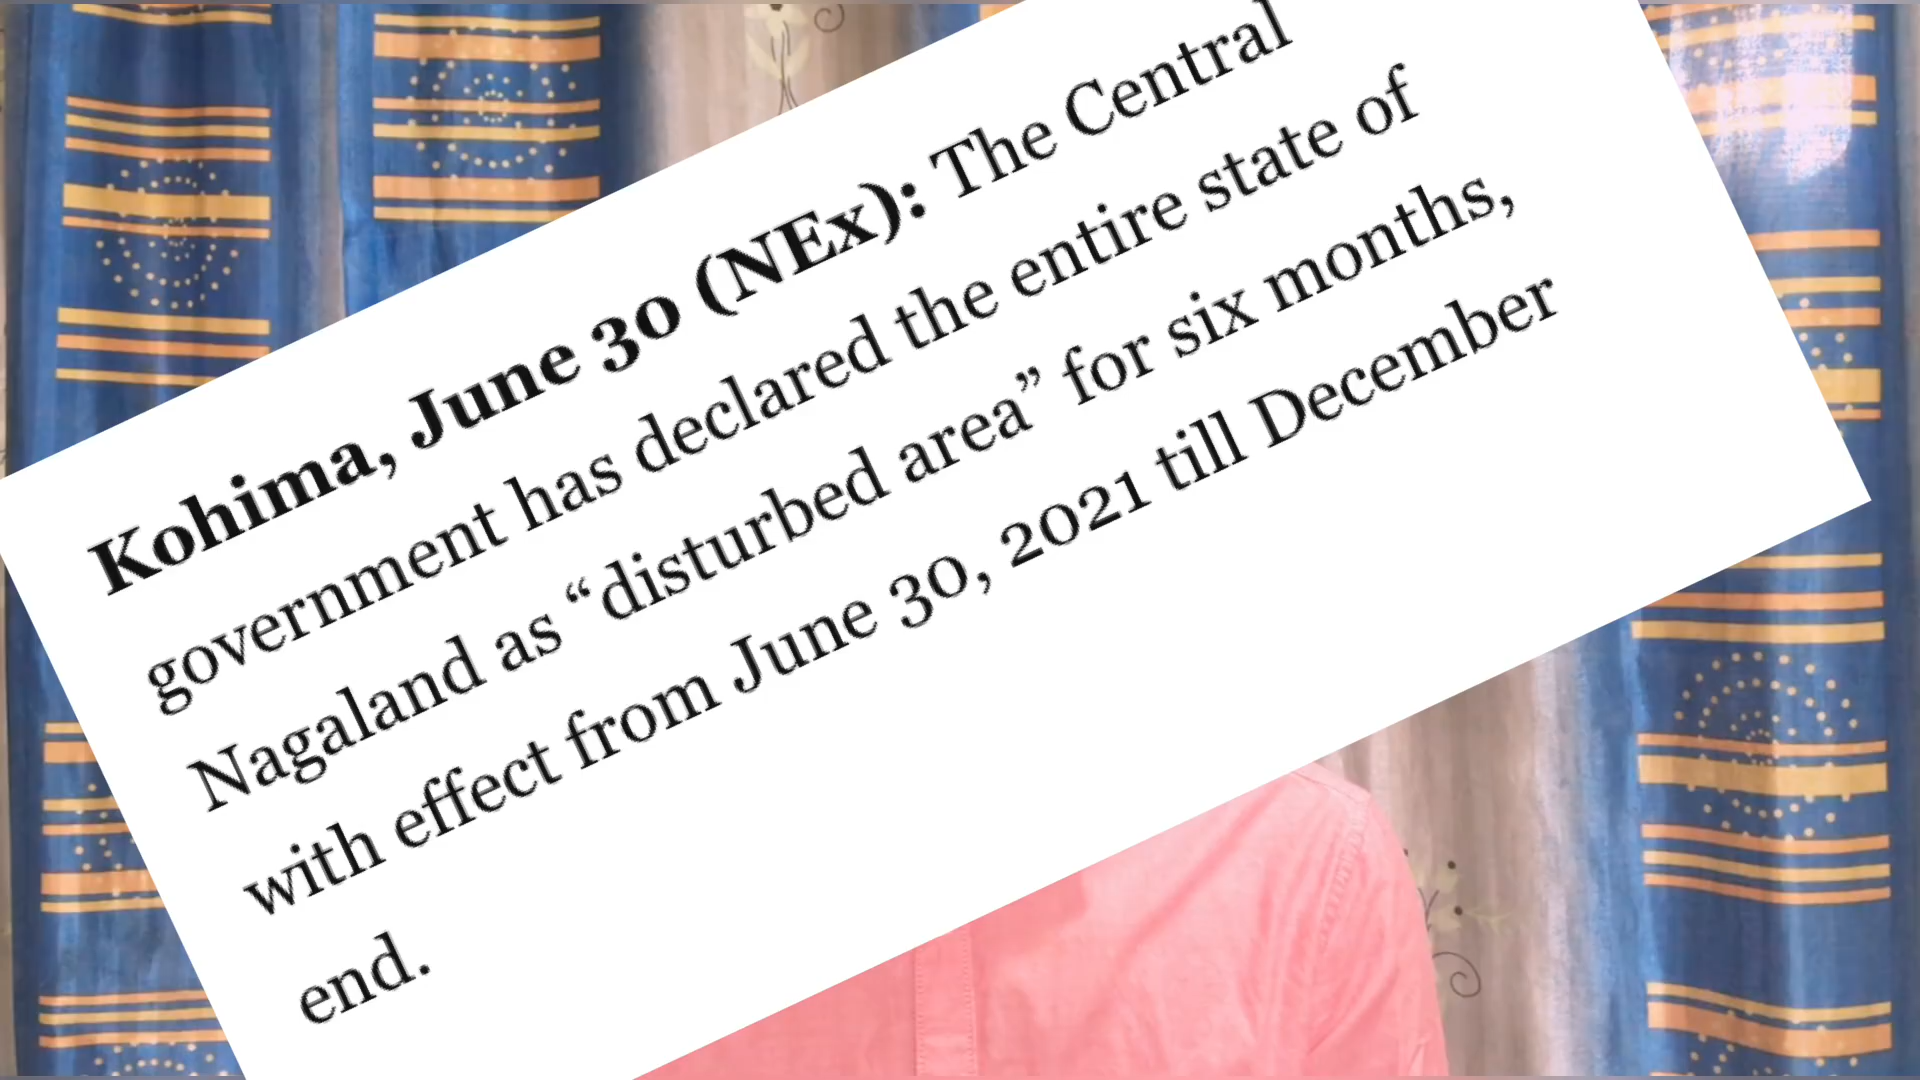 Kohima, June 30 (NEx): The Central
government has declared the entire state of
Nagaland as “disturbed area” for six months,
with effect from June 30, 2021 till December
end.